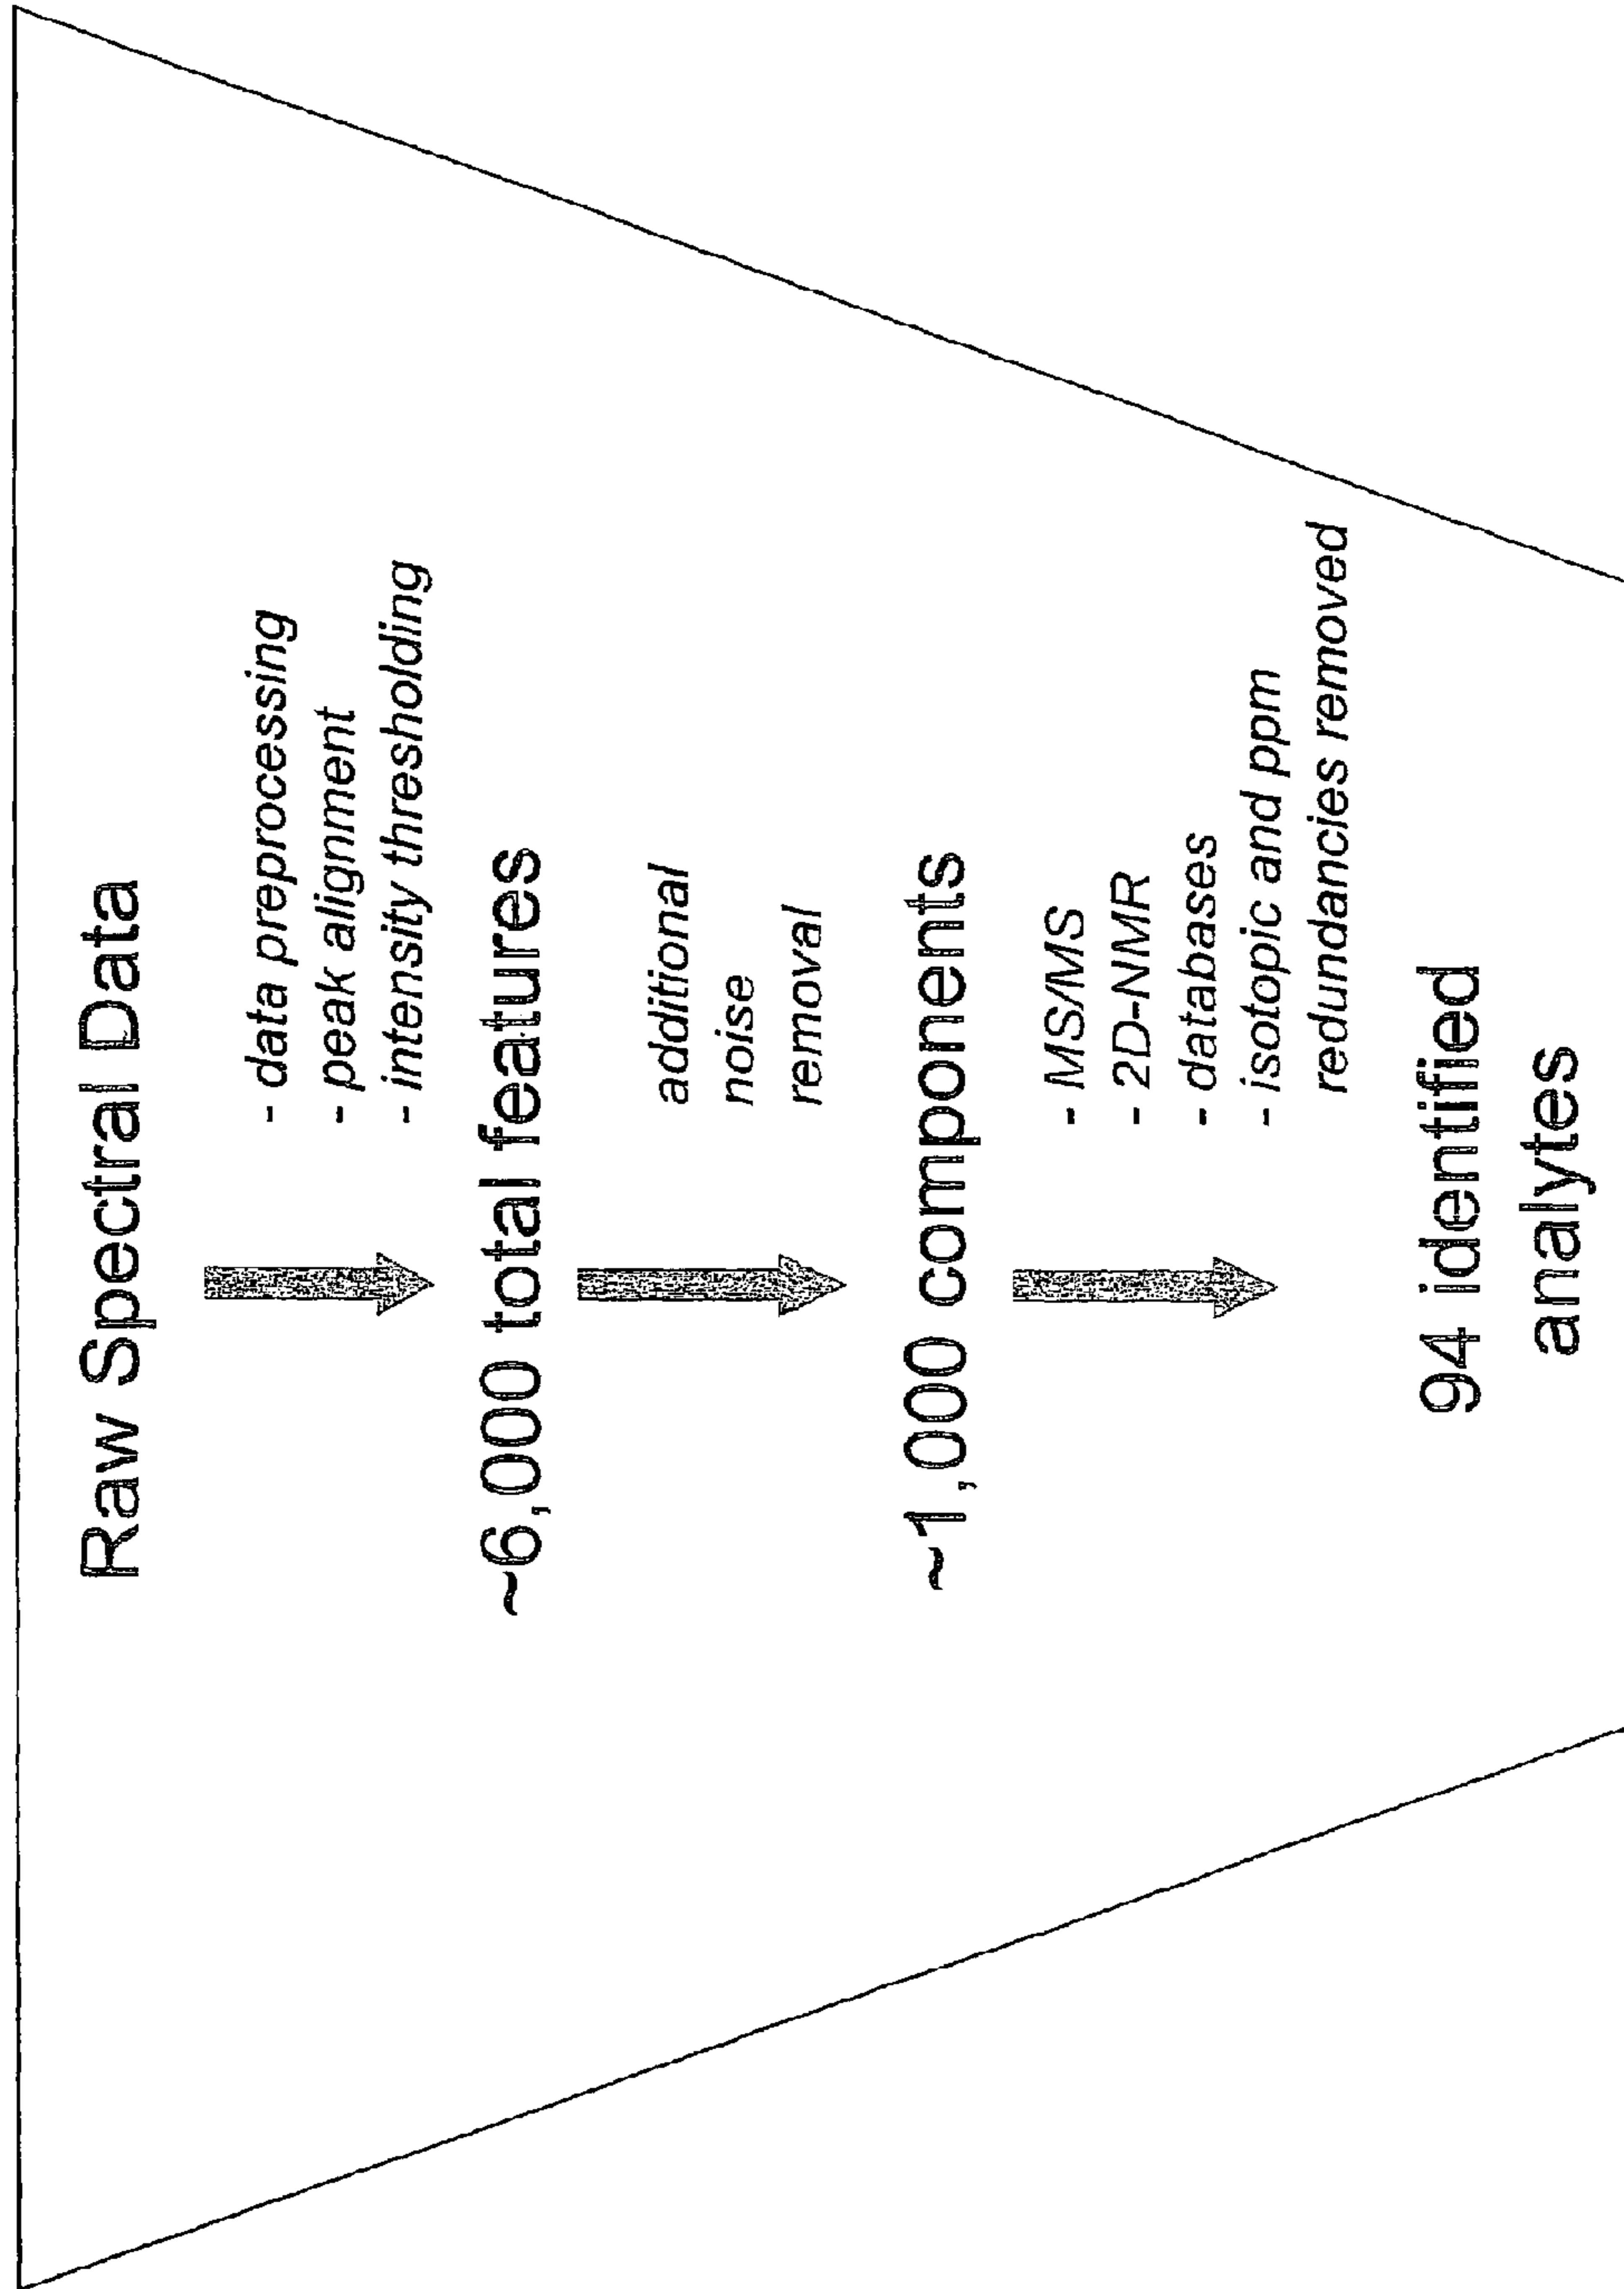 Raw Spectral Data
- data preprocessing
- peak alignment
- intensity thresholding
~6,000 total features
additional
noise
removal
~1,000 components
- MS/MS
- 2D-NMR
- databases
- isotopic and ppm
redundancies removed
94 identified
analytes